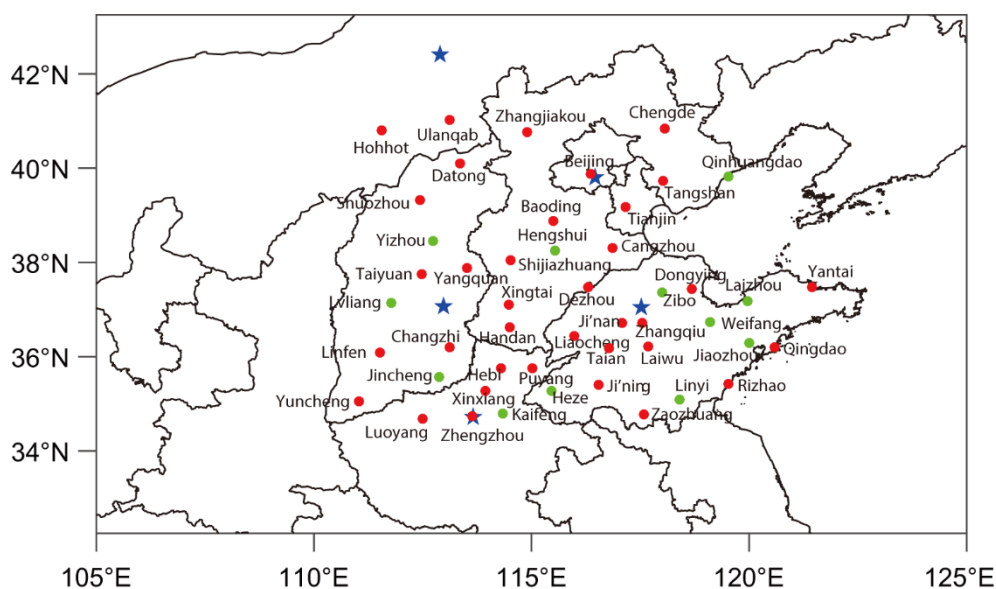 42°N
Zhangjiakou
Chengde
Ulanqab
Hohhot
40°N
Beijing
Qinhuangdao
Datong
Tangshan
Shuozhou
Baoding
Tianjin
Yizhou
Hengshui
Cangzhou
38°N
Shijiazhuang
Taiyuan
Yangquan
Dongying
Laizhou
Yantai
Lvliang
Xingtai
Dezhou
Zibo
Ji'nan
Zhangqiu
Weifang
Changzhi
Handan
Liaocheng
36°N
Linfen
Taian
Laiwu
Jiaozhou
Qingdao
Jincheng
Hebi
Puyang
Ji'ning
Linyi
Rizhao
Yuncheng
Xinxiang
Heze
Kaifeng
Zaozhuang
Luoyang
Zhengzhou
34°N
105°E
110°E
115°E
120°E
125°E